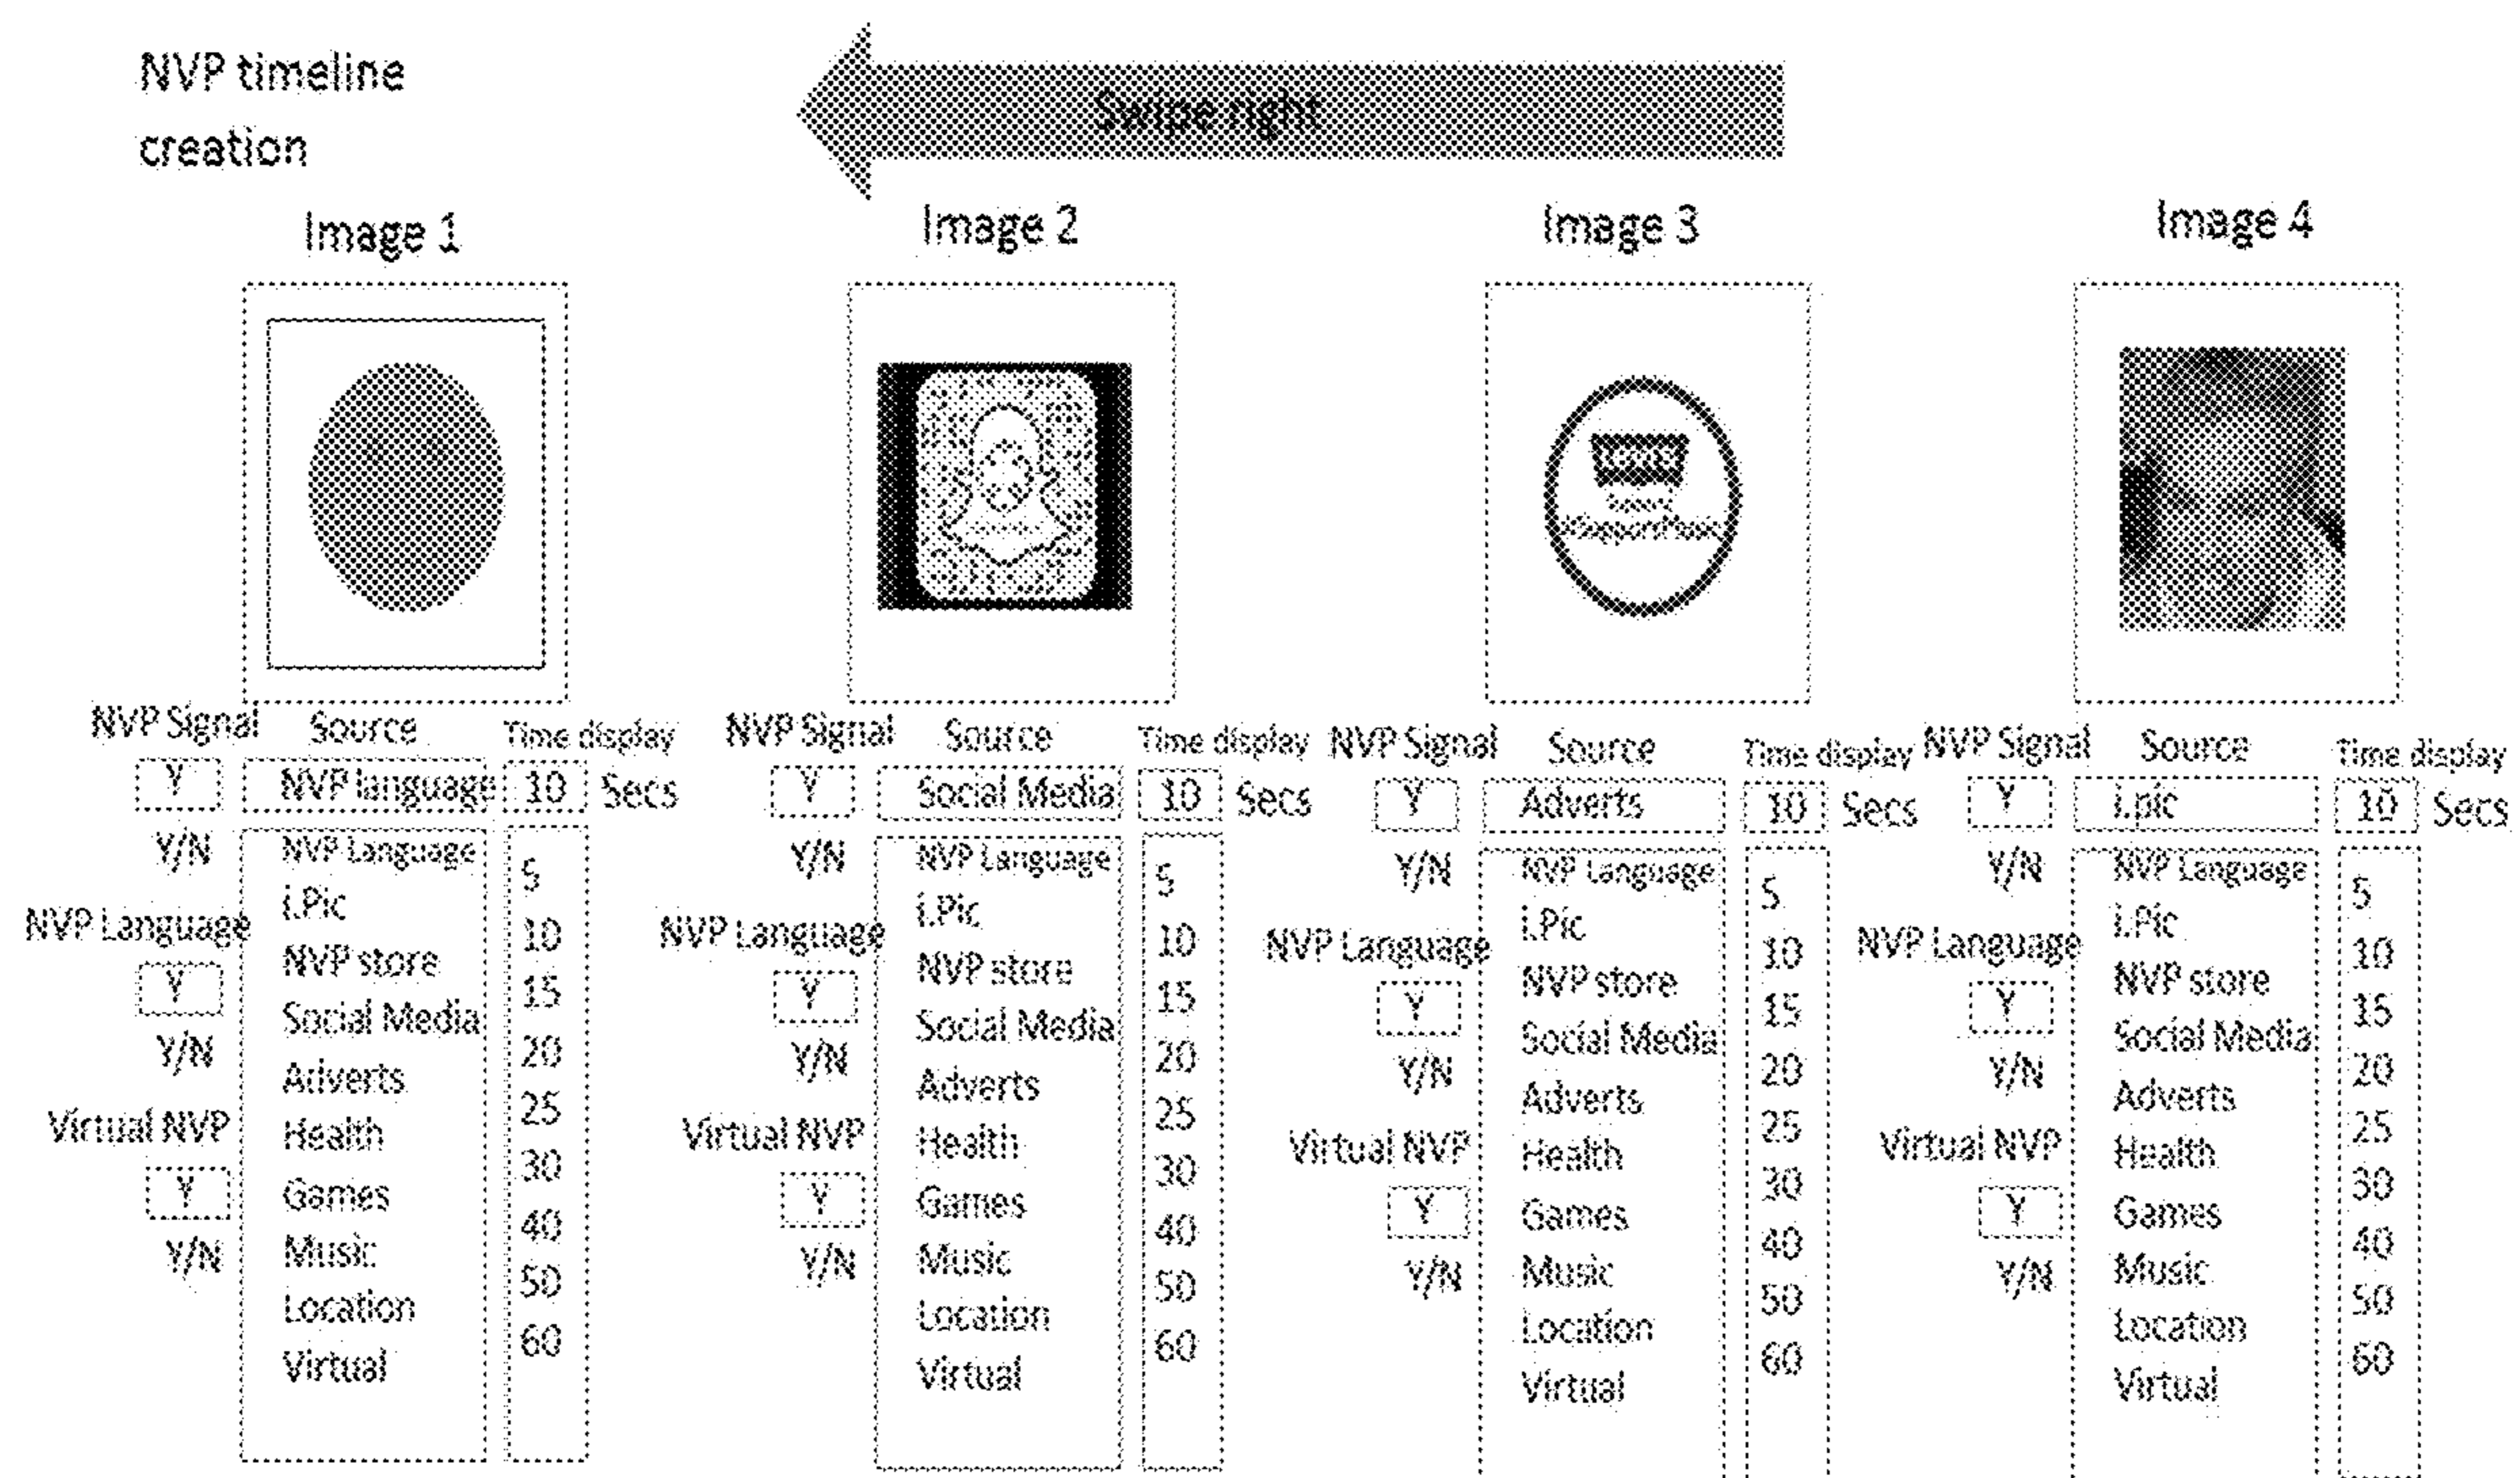 NVP timeline
creation
Swipe right
Image 1
Image 2
Image 3
Image 4
NVP Signal
Source
Time display
Y
NVP language
10
Secs
Y/N
NVP Language
i.Pic
NVP store
Social Media
Adverts
Health
Games
Music
Location
Virtual
5
10
15
20
25
30
40
50
60
NVP Language
Y
Y/N
Virtual NVP
Y
Y/N
NVP Signal
Source
Time display
Y
Social Media
10
Secs
Y/N
NVP Language
i.Pic
NVP store
Social Media
Adverts
Health
Games
Music
Location
Virtual
5
10
15
20
25
30
40
50
60
NVP Language
Y
Y/N
Virtual NVP
Y
Y/N
NVP Signal
Source
Time display
Y
Adverts
10
Secs
Y/N
NVP Language
i.Pic
NVP store
Social Media
Adverts
Health
Games
Music
Location
Virtual
5
10
15
20
25
30
40
50
60
NVP Language
Y
Y/N
Virtual NVP
Y
Y/N
NVP Signal
Source
Time display
Y
i.pic
10
Secs
Y/N
NVP Language
i.Pic
NVP store
Social Media
Adverts
Health
Games
Music
Location
Virtual
5
10
15
20
25
30
40
50
60
NVP Language
Y
Y/N
Virtual NVP
Y
Y/N